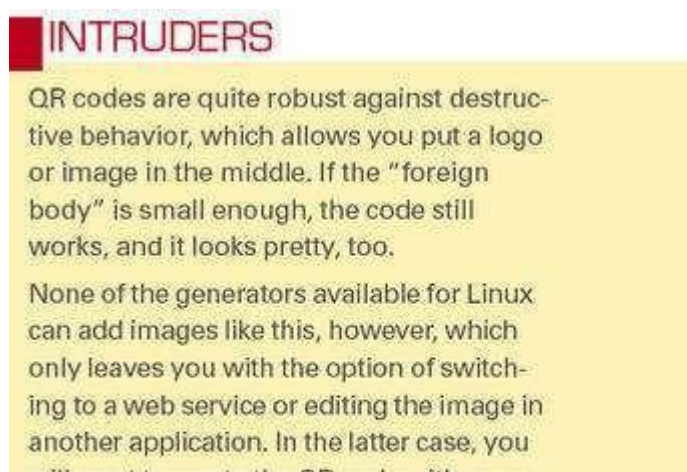 INTRUDERS
QR codes are quite robust against destruc-
tive behavior, which allows you put a logo
or image in the middle. If the “foreign
body” is small enough, the code still
works, and it looks pretty, too.
None of the generators available for Linux
can add images like this, however, which
only leaves you with the option of switch-
ing to a web service or editing the image in
another application. In the latter case, you